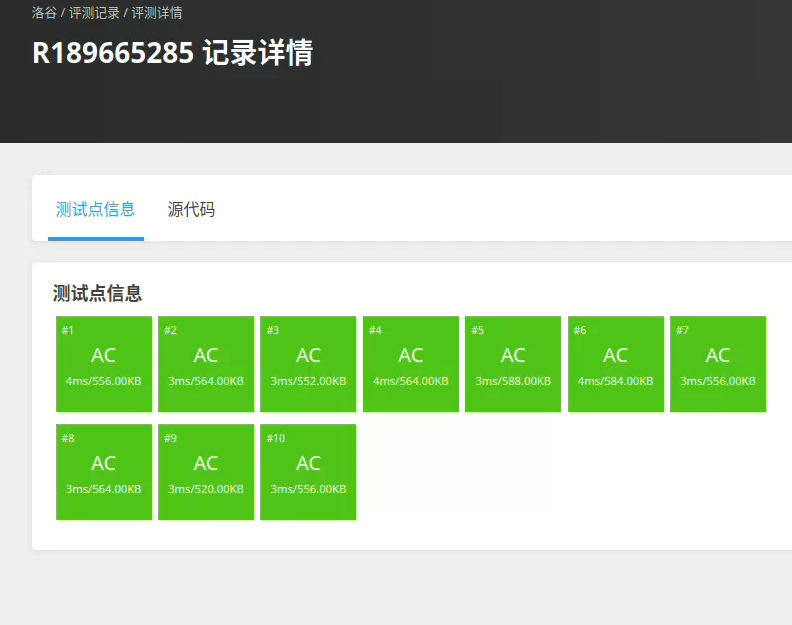 洛谷 / 评测记录 / 评测详情
R189665285 记录详情
测试点信息 源代码
测试点信息
#1 #2 #3 #4 #5 #6 #7
AC AC AC AC AC AC AC
4ms/556.00KB 3ms/564.00KB 3ms/552.00KB 4ms/564.00KB 3ms/588.00KB 4ms/584.00KB 3ms/556.00KB
#8 #9 #10
AC AC AC
3ms/564.00KB 3ms/520.00KB 3ms/556.00KB